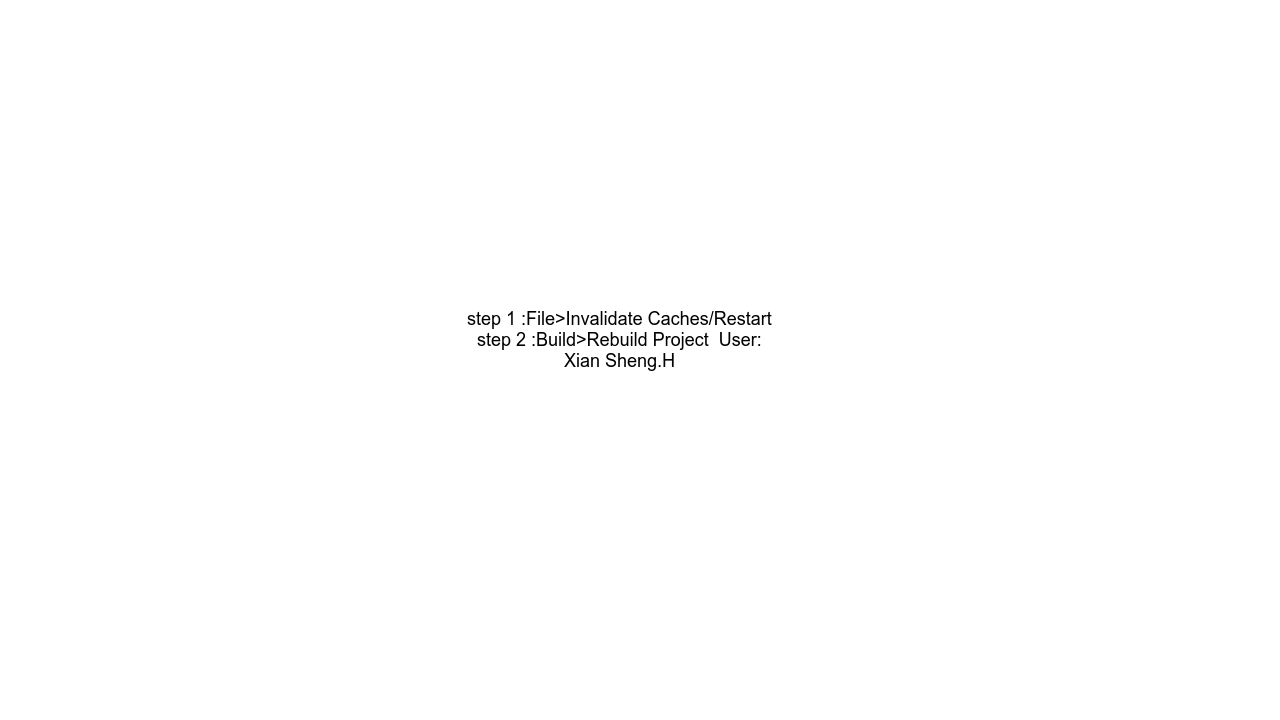 step 1 :File>Invalidate Caches/Restart
step 2 :Build>Rebuild Project  User:
Xian Sheng.H